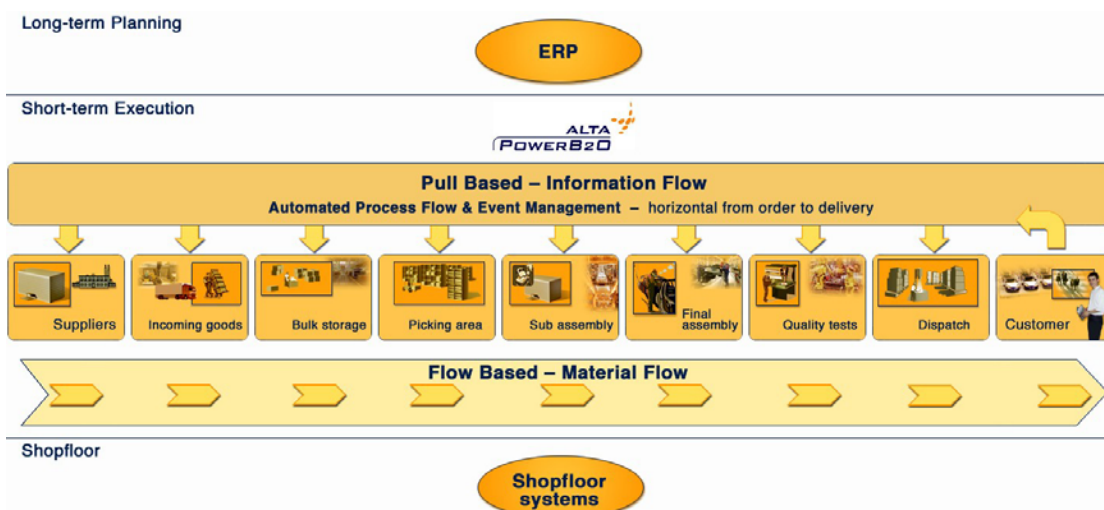 Long-term Planning
ERP
Short-term Execution
ALTA
POWERB2O
Pull Based – Information Flow
Automated Process Flow & Event Management – horizontal from order to delivery
Suppliers
Incoming goods
Bulk storage
Picking area
Sub assembly
Final
assembly
Quality tests
Dispatch
Customer
Flow Based – Material Flow
Shopfloor
Shopfloor
systems